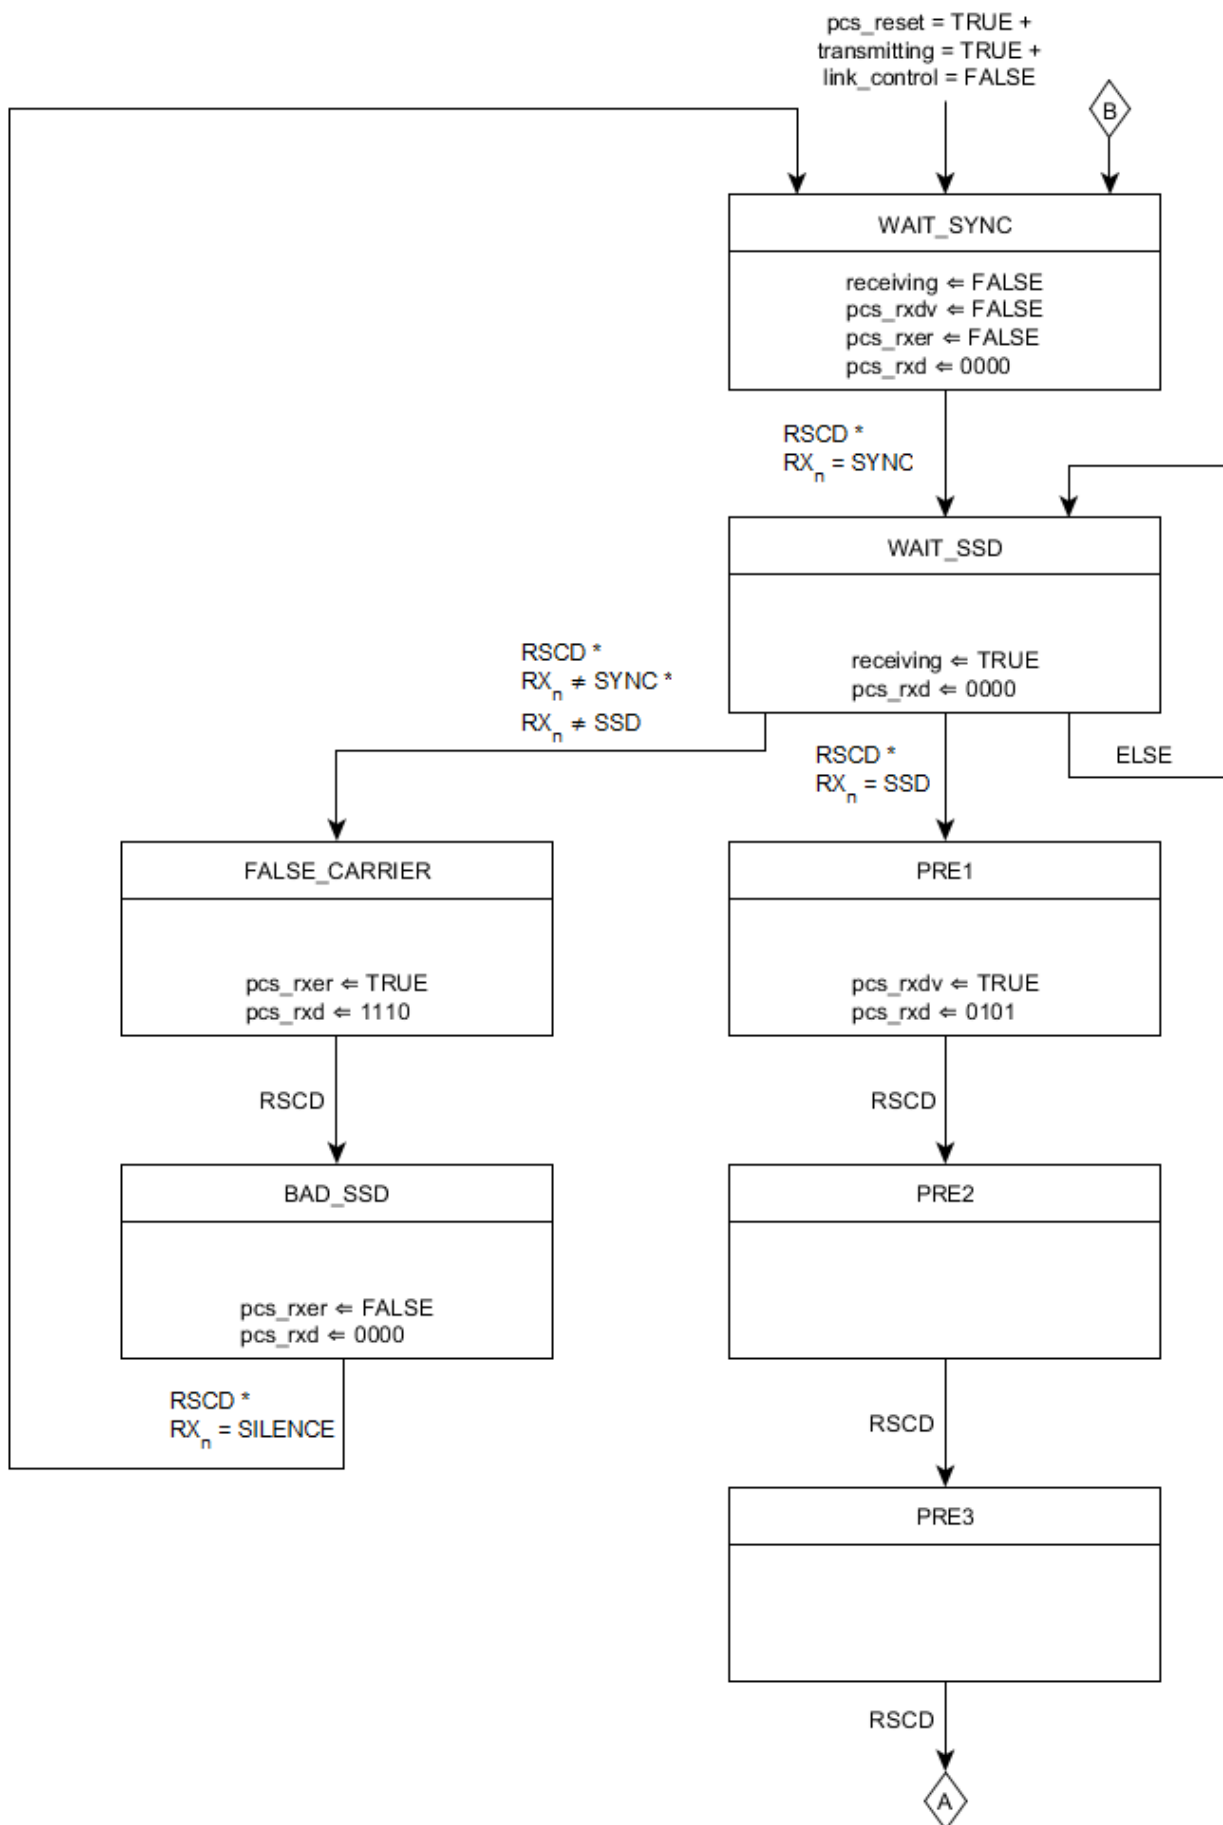 pcs_reset = TRUE +
transmitting = TRUE +
link_control = FALSE
B
WAIT_SYNC
receiving ⇐ FALSE
pcs_rxdv ⇐ FALSE
pcs_rxer ⇐ FALSE
pcs_rxd ⇐ 0000
RSCD *
RXn = SYNC
WAIT_SSD
receiving ⇐ TRUE
pcs_rxd ⇐ 0000
RSCD *
RXn ≠ SYNC *
RXn ≠ SSD
RSCD *
RXn = SSD
ELSE
FALSE_CARRIER
pcs_rxer ⇐ TRUE
pcs_rxd ⇐ 1110
PRE1
pcs_rxdv ⇐ TRUE
pcs_rxd ⇐ 0101
RSCD
RSCD
BAD_SSD
pcs_rxer ⇐ FALSE
pcs_rxd ⇐ 0000
PRE2
RSCD *
RXn = SILENCE
RSCD
PRE3
RSCD
A